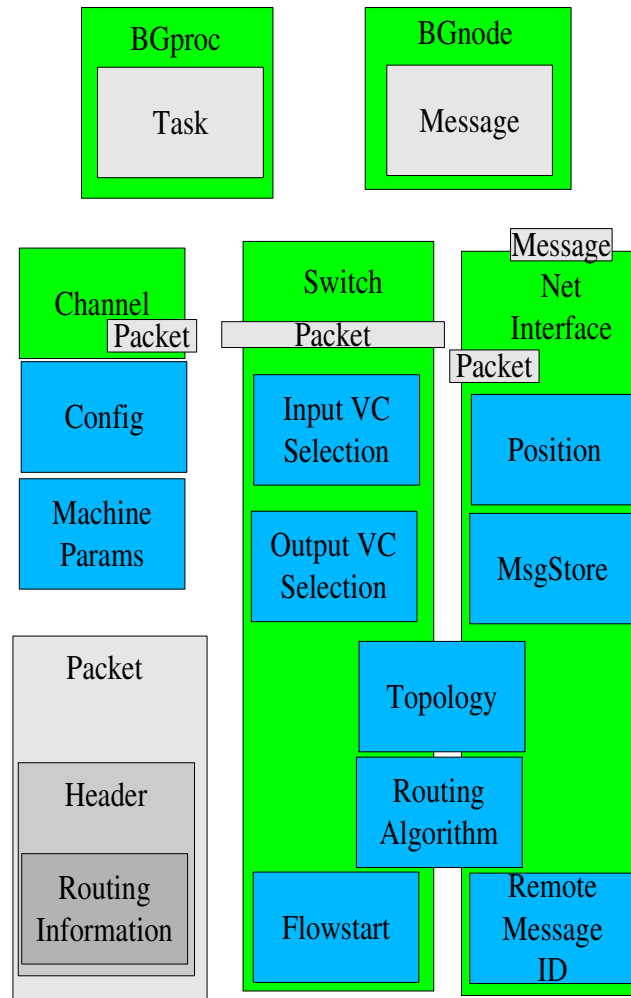 BGproc
Task
BGnode
Message
Channel
Packet
Config
Machine
Params
Switch
Packet
Input VC
Selection
Output VC
Selection
Message
Net
Interface
Packet
Position
MsgStore
Topology
Routing
Algorithm
Flowstart
Remote
Message
ID
Packet
Header
Routing
Information